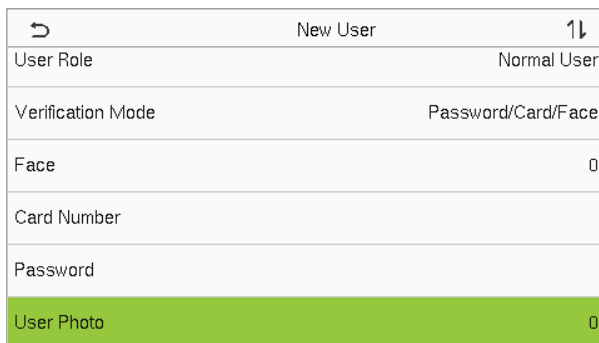 New User
User Role Normal User
Verification Mode Password/Card/Face
Face 0
Card Number
Password
User Photo 0